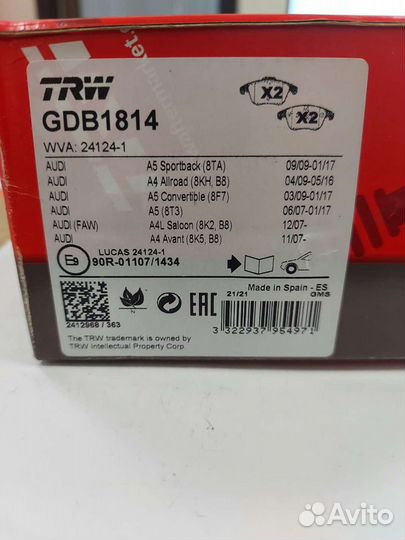 TRW
X2
X2
GDB1814
WVA: 24124-1
AUDI A5 Sportback (8TA) 09/09-01/17
AUDI A4 Allroad (8KH, B8) 04/09-05/16
AUDI A5 Convertible (8F7) 03/09-01/17
AUDI A5 (8T3) 06/07-01/17
AUDI (FAW) A4L Saloon (8K2, B8) 12/07-
AUDI A4 Avant (8K5, B8) 11/07-
LUCAS 24124-1
E9 90R-01107/1434
Made in Spain - ES
21/21 GMS
EAC
2412968 / 363
3 322937 954971
The TRW trademark is owned by
TRW Intellectual Property Corp.
Avito